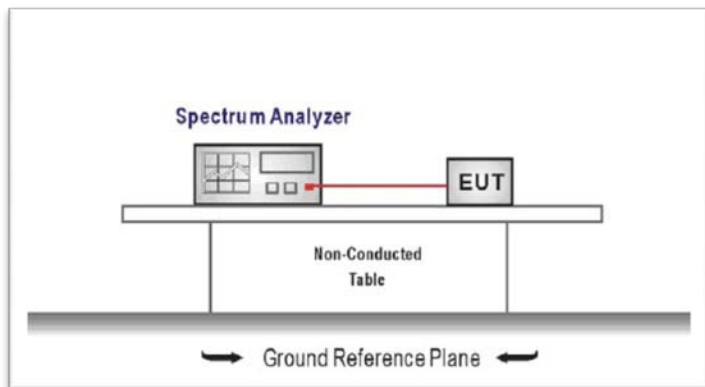 Spectrum Analyzer
EUT
Non-Conducted
Table
Ground Reference Plane